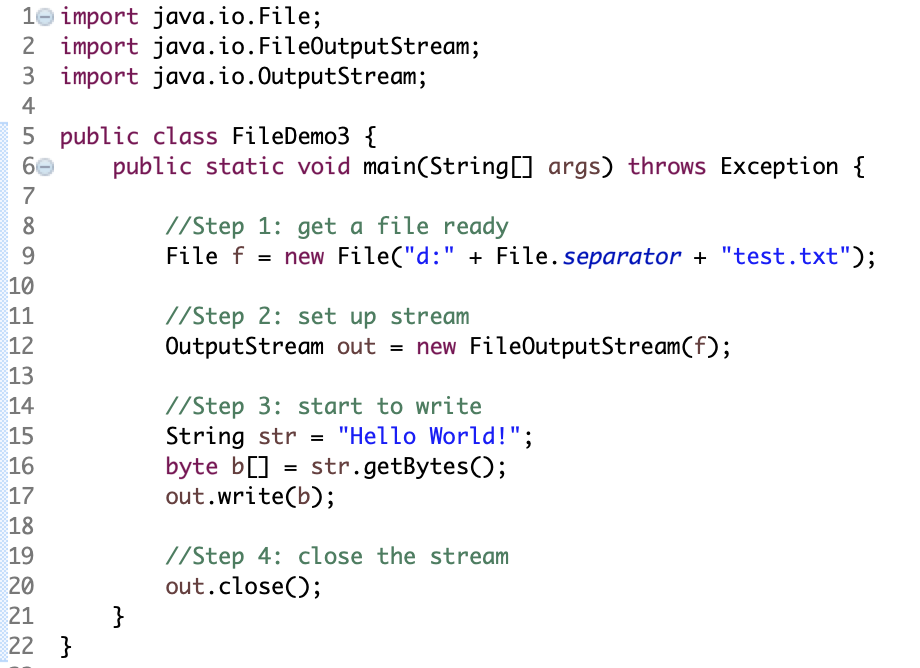 1 import java.io.File;
2 import java.io.FileOutputStream;
3 import java.io.OutputStream;
4
5 public class FileDemo3 {
6     public static void main(String[] args) throws Exception {
7
8         //Step 1: get a file ready
9         File f = new File("d:" + File.separator + "test.txt");
10
11         //Step 2: set up stream
12         OutputStream out = new FileOutputStream(f);
13
14         //Step 3: start to write
15         String str = "Hello World!";
16         byte b[] = str.getBytes();
17         out.write(b);
18
19         //Step 4: close the stream
20         out.close();
21     }
22 }